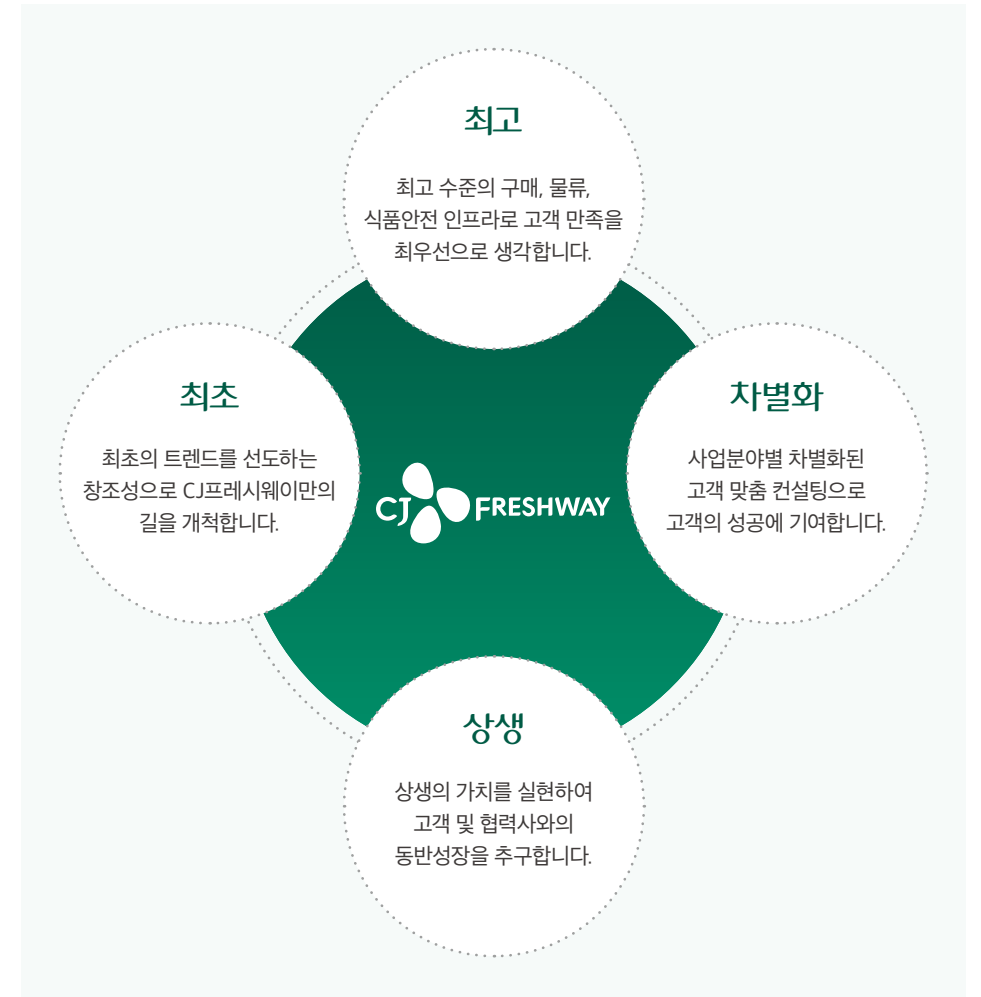 최고
최고 수준의 구매, 물류,
식품안전 인프라로 고객 만족을
최우선으로 생각합니다.
최초
최초의 트렌드를 선도하는
창조성으로 CJ프레시웨이만의
길을 개척합니다.
CJ FRESHWAY
차별화
사업분야별 차별화된
고객 맞춤 컨설팅으로
고객의 성공에 기여합니다.
상생
상생의 가치를 실현하여
고객 및 협력사와의
동반성장을 추구합니다.